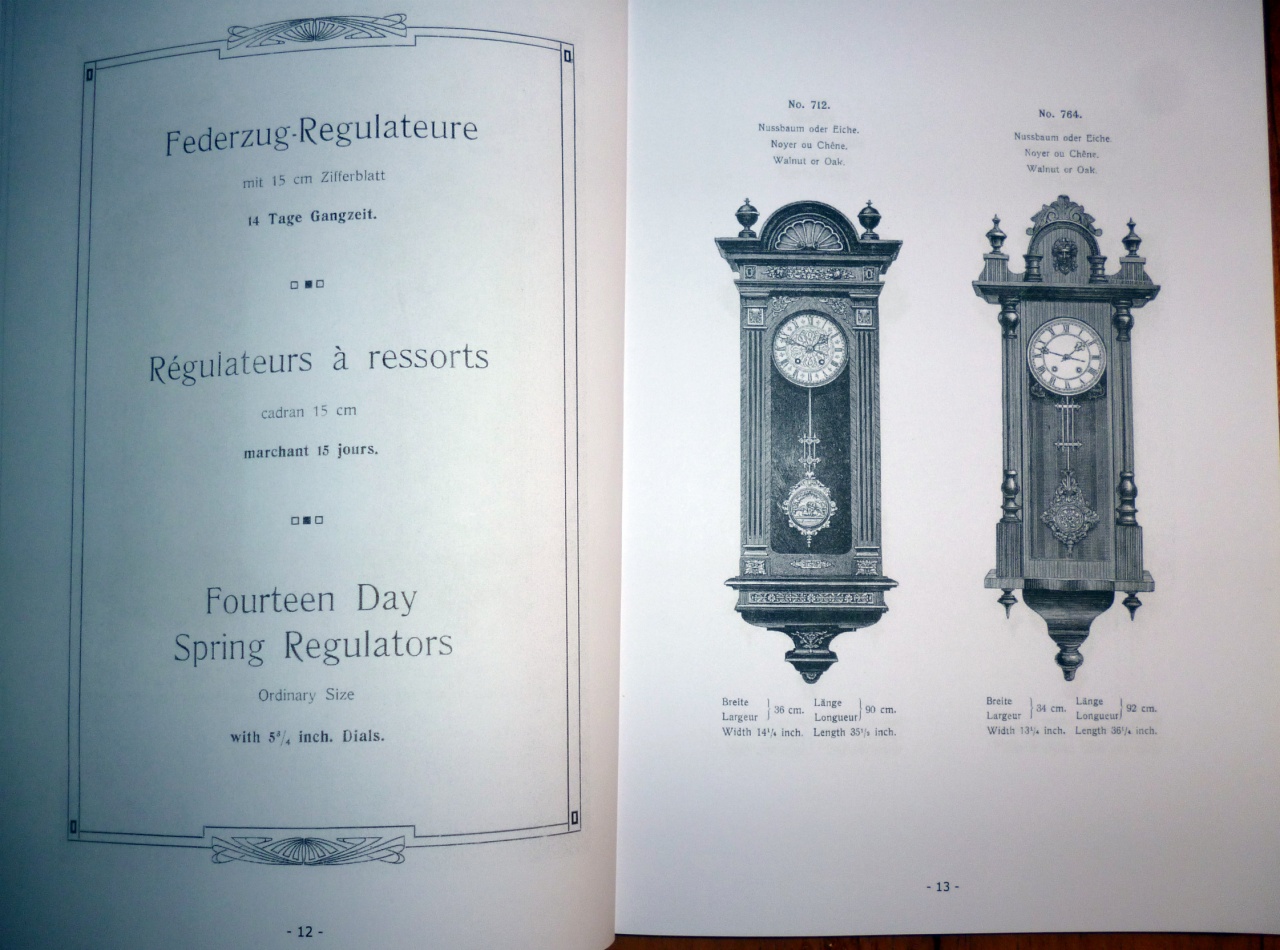 Federzug-Regulateure
mit 15 cm Zifferblatt
14 Tage Gangzeit.
Régulateurs à ressorts
cadran 15 cm
marchant 15 jours.
Fourteen Day
Spring Regulators
Ordinary Size
with 5³/₄ inch. Dials.
- 12 -
No. 712.
Nussbaum oder Eiche.
Noyer ou Chêne.
Walnut or Oak.
Breite
Largeur } 36 cm.
Width 14¹/₄ inch.
Länge
Longueur } 90 cm.
Length 35¹/₂ inch.
No. 764.
Nussbaum oder Eiche.
Noyer ou Chêne.
Walnut or Oak.
Breite
Largeur } 34 cm.
Width 13¹/₄ inch.
Länge
Longueur } 92 cm.
Length 36¹/₄ inch.
- 13 -